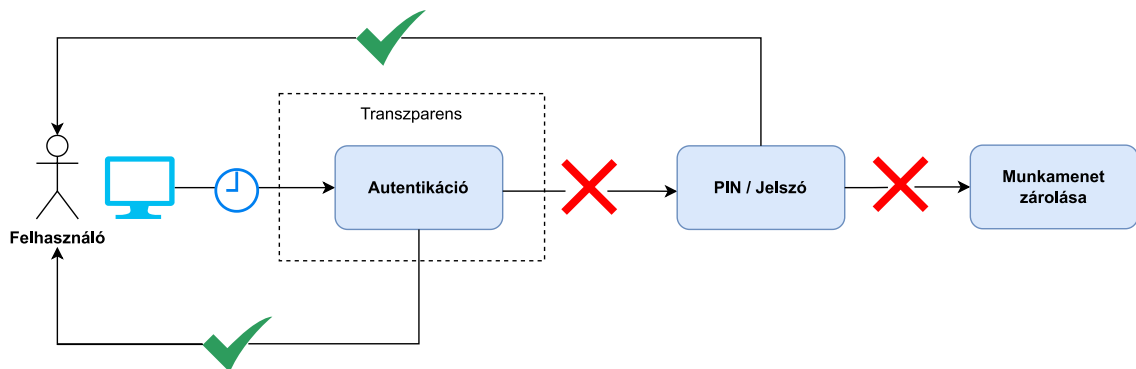 Transzparens
Autentikáció
PIN / Jelszó
Munkamenet
zárolása
Felhasználó